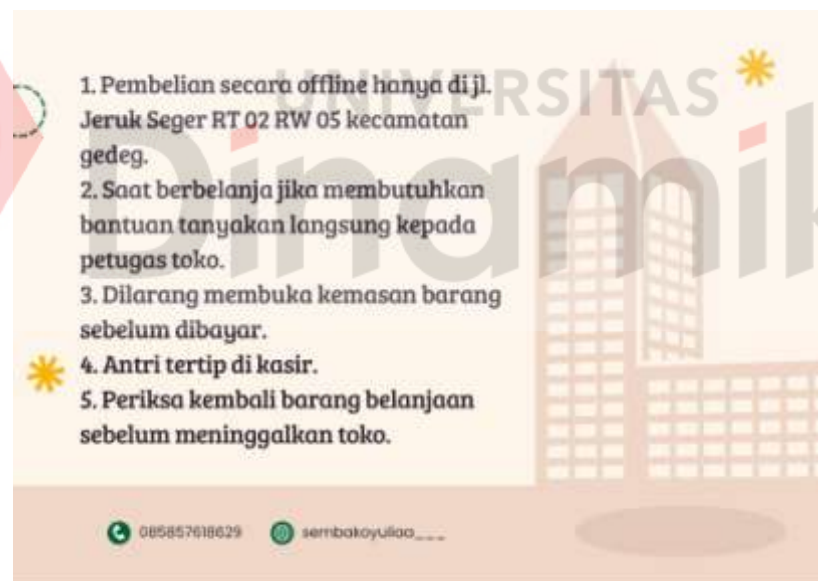 UNIVERSITAS
Dinamik
1. Pembelian secara offline hanya di jl.
Jeruk Seger RT 02 RW 05 kecamatan
gedeg.
2. Saat berbelanja jika membutuhkan
bantuan tanyakan langsung kepada
petugas toko.
3. Dilarang membuka kemasan barang
sebelum dibayar.
4. Antri tertip di kasir.
5. Periksa kembali barang belanjaan
sebelum meninggalkan toko.
085857618629 sembakoyuliaa___